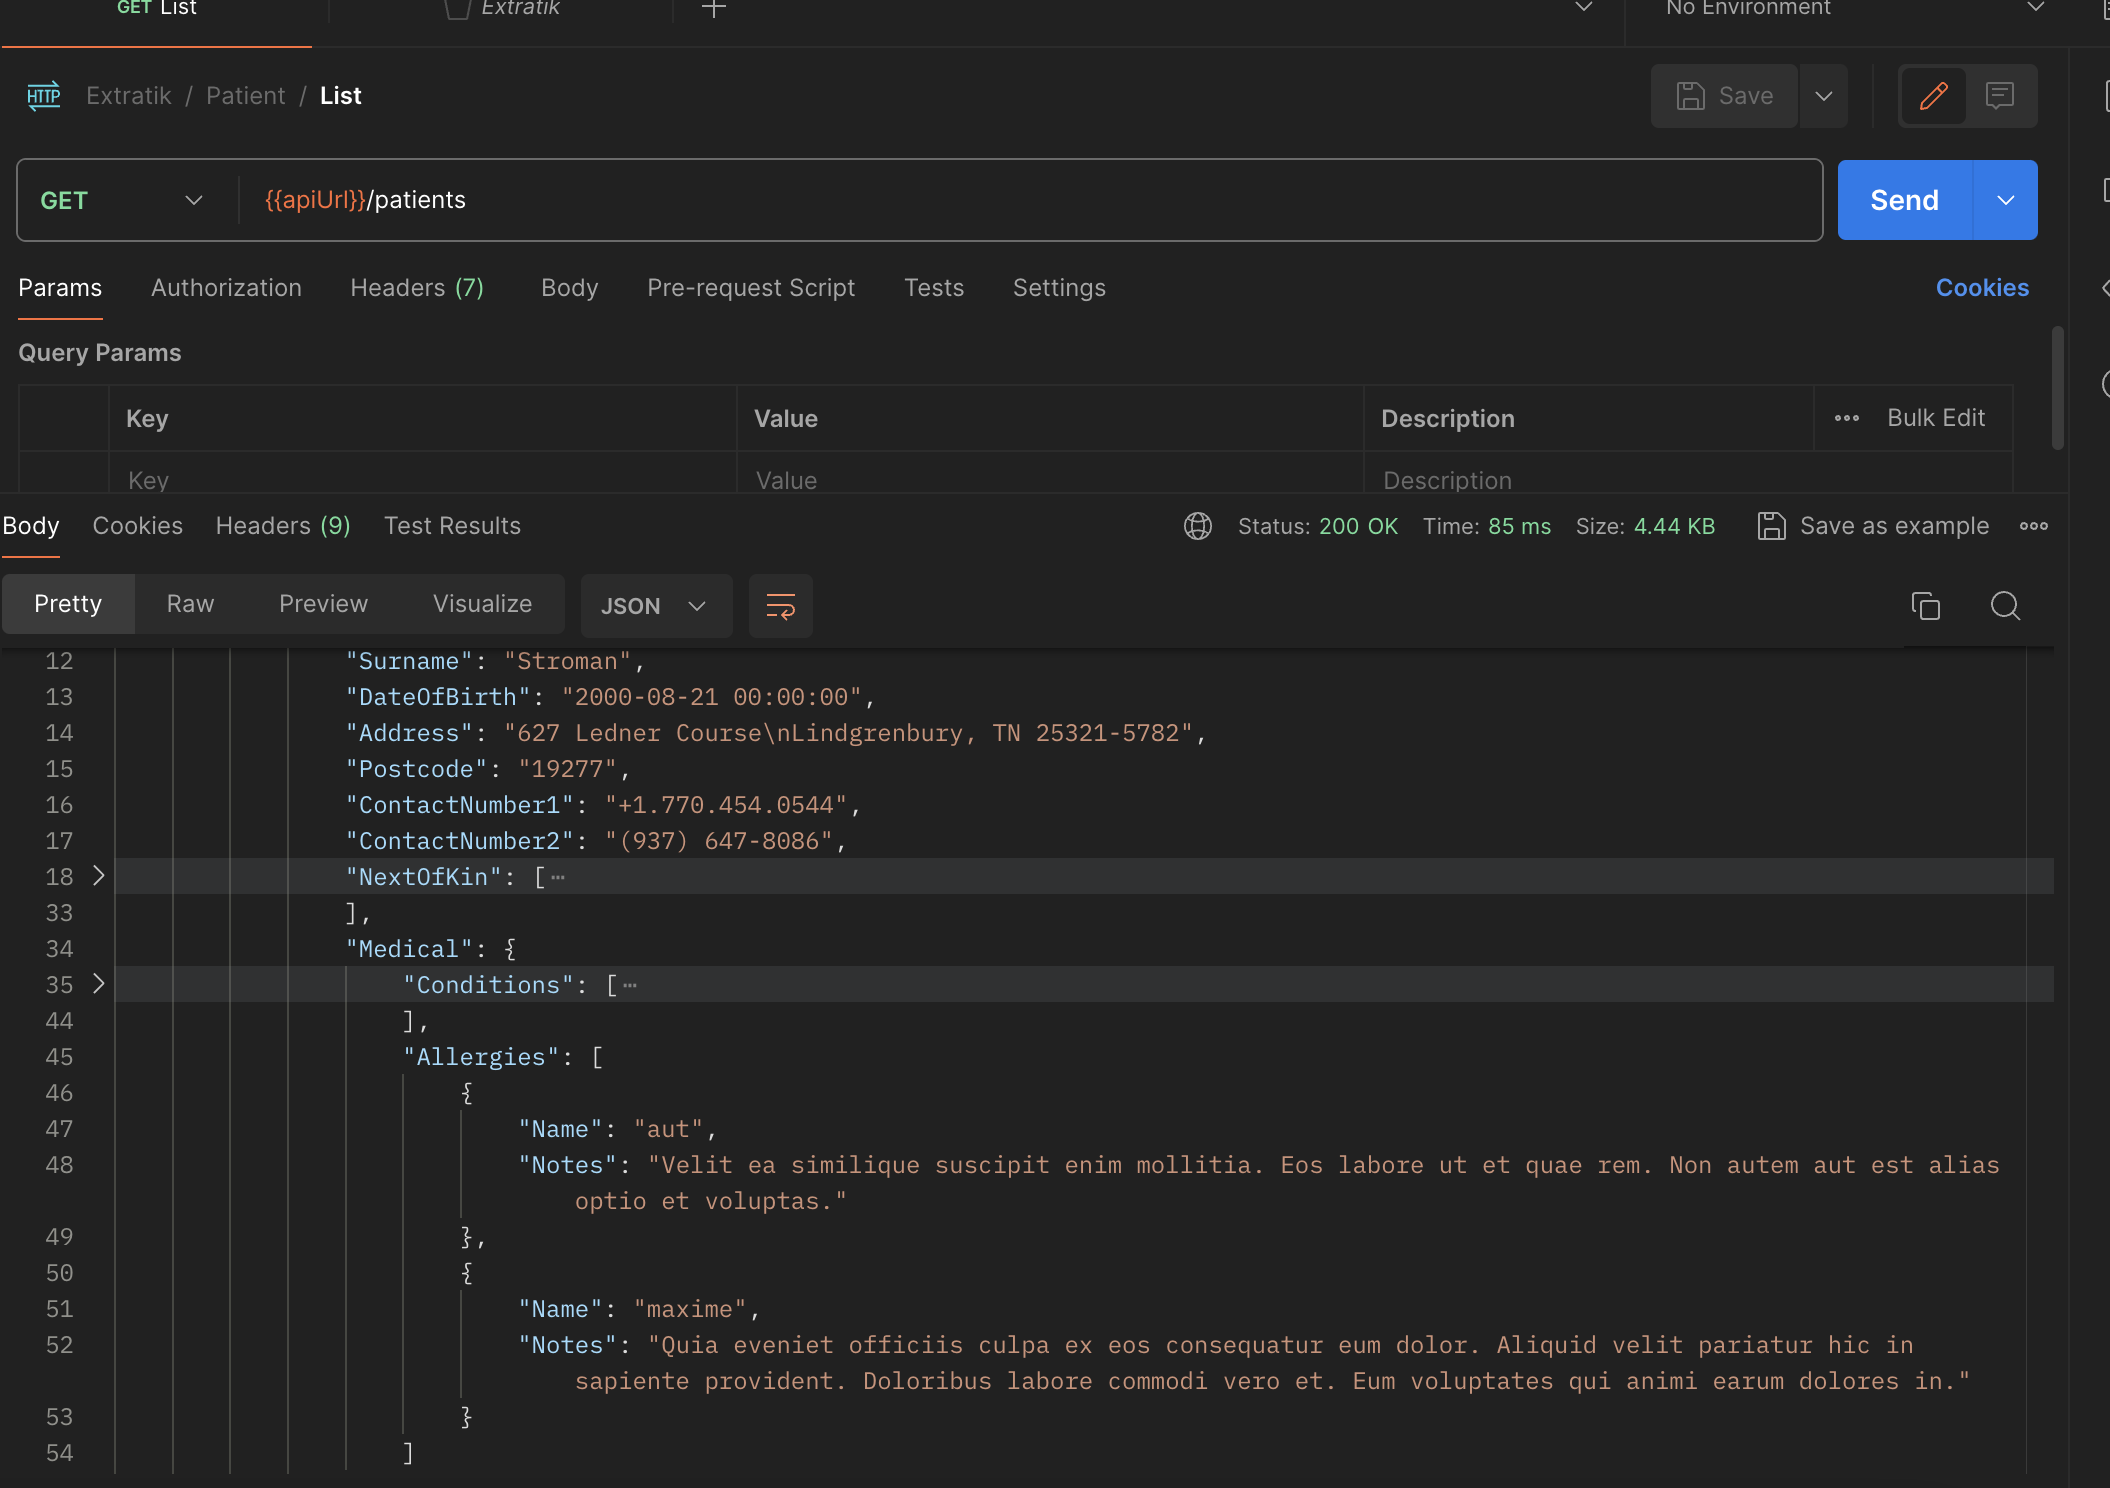 GET List
Extratik
No Environment
HTTP Extratik / Patient / List
Save
GET {{apiUrl}}/patients
Send
Params Authorization Headers (7) Body Pre-request Script Tests Settings Cookies
Query Params
Key Value Description Bulk Edit
Key Value Description
Body Cookies Headers (9) Test Results Status: 200 OK Time: 85 ms Size: 4.44 KB Save as example
Pretty Raw Preview Visualize JSON
12 "Surname": "Stroman",
13 "DateOfBirth": "2000-08-21 00:00:00",
14 "Address": "627 Ledner Course\nLindgrenbury, TN 25321-5782",
15 "Postcode": "19277",
16 "ContactNumber1": "+1.770.454.0544",
17 "ContactNumber2": "(937) 647-8086",
18 "NextOfKin": [⋯
33 ],
34 "Medical": {
35 "Conditions": [⋯
44 ],
45 "Allergies": [
46 {
47 "Name": "aut",
48 "Notes": "Velit ea similique suscipit enim mollitia. Eos labore ut et quae rem. Non autem aut est alias
optio et voluptas."
49 },
50 {
51 "Name": "maxime",
52 "Notes": "Quia eveniet officiis culpa ex eos consequatur eum dolor. Aliquid velit pariatur hic in
sapiente provident. Doloribus labore commodi vero et. Eum voluptates qui animi earum dolores in."
53 }
54 ]